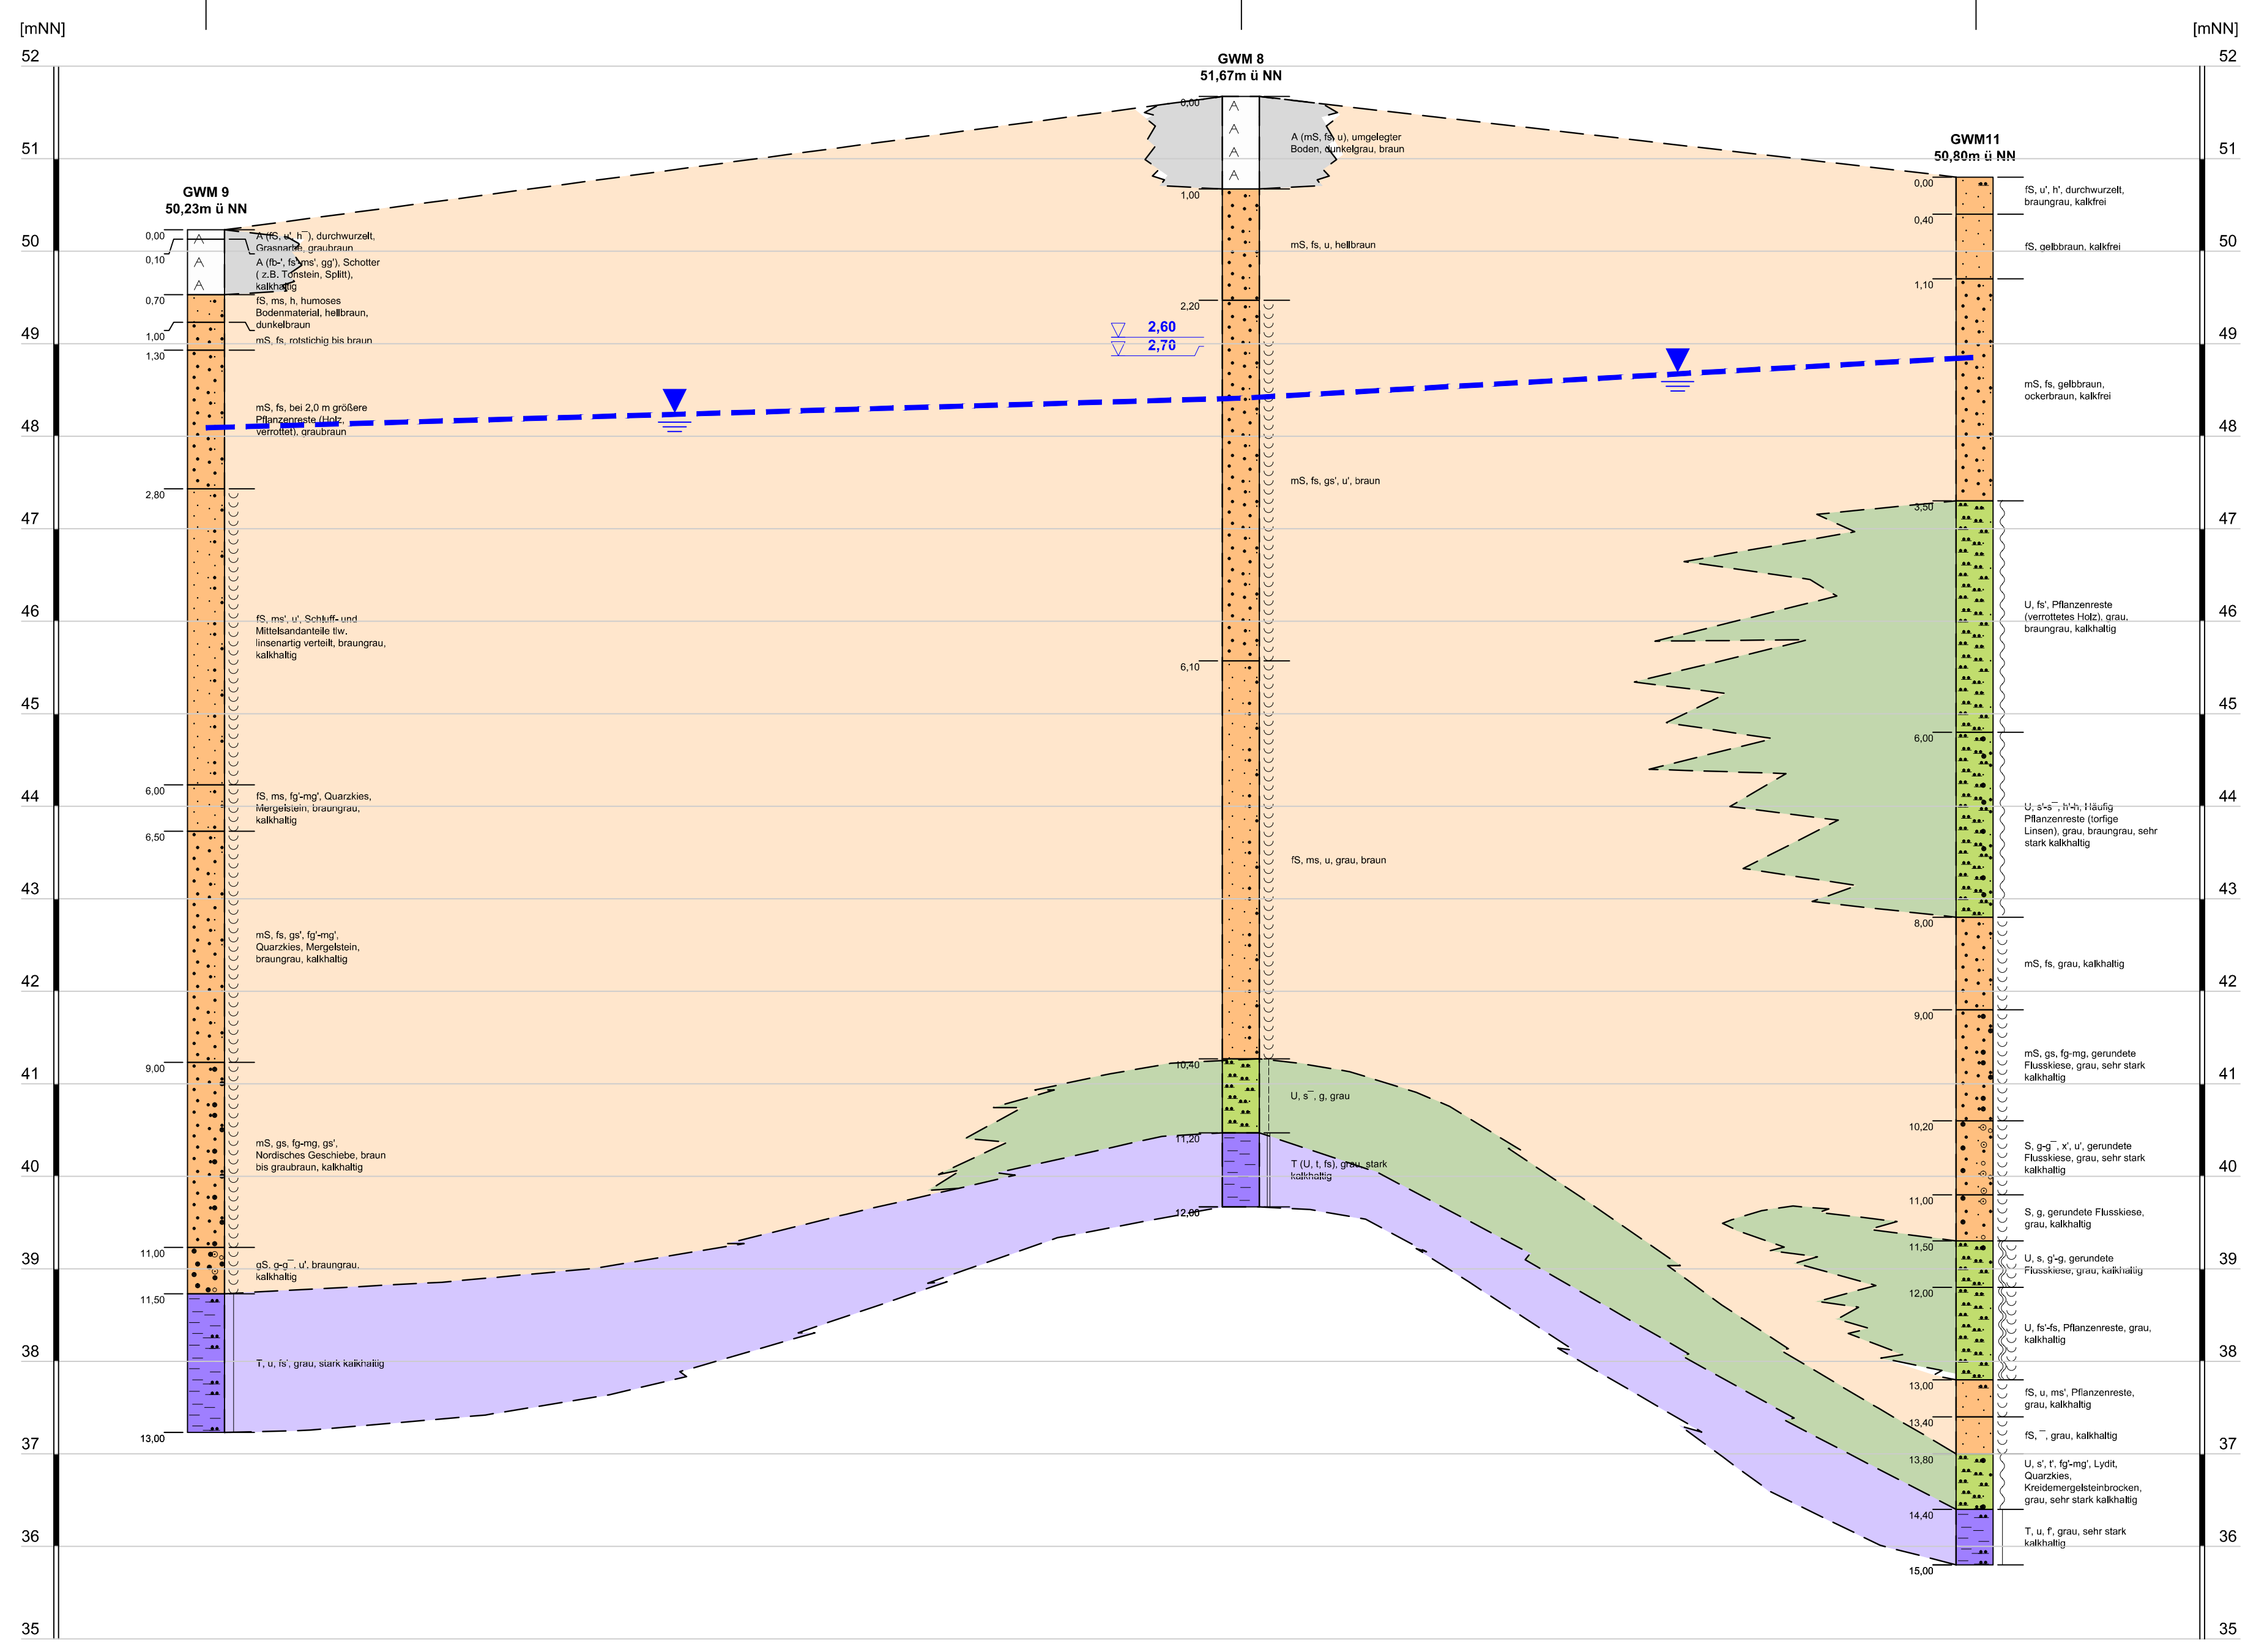 [mNN]
[mNN]
52
51
50
49
48
47
46
45
44
43
42
41
40
39
38
37
36
35
GWM 9
50,23m ü NN
0,00
0,10
0,70
1,00
1,30
2,80
6,00
6,50
9,00
11,00
11,50
13,00
A (fS, u', h¯), durchwurzelt,
Grasnarbe, graubraun
A (fb-', fs-ms', gg'), Schotter
( z.B. Tonstein, Splitt),
kalkhaltig
fS, ms, h, humoses
Bodenmaterial, hellbraun,
dunkelbraun
mS, fs, rotstichig bis braun
mS, fs, bei 2,0 m größere
Pflanzenreste (Holz,
verrottet), graubraun
fS, ms', u', Schluff- und
Mittelsandanteile tlw.
linsenartig verteilt, braungrau,
kalkhaltig
fS, ms, fg'-mg', Quarzkies,
Mergelstein, braungrau,
kalkhaltig
mS, fs, gs', fg'-mg',
Quarzkies, Mergelstein,
braungrau, kalkhaltig
mS, gs, fg-mg, gs',
Nordisches Geschiebe, braun
bis graubraun, kalkhaltig
gS, g-g¯, u', braungrau,
kalkhaltig
T, u, fs', grau, stark kalkhaltig
GWM 8
51,67m ü NN
0,00
1,00
2,20
2,60
2,70
6,10
10,40
11,20
12,00
A (mS, fs, u), umgelegter
Boden, dunkelgrau, braun
mS, fs, u, hellbraun
mS, fs, gs', u', braun
fS, ms, u, grau, braun
U, s¯, g, grau
T (U, t, fs), grau, stark
kalkhaltig
GWM11
50,80m ü NN
0,00
0,40
1,10
3,50
6,00
8,00
9,00
10,20
11,00
11,50
12,00
13,00
13,40
13,80
14,40
15,00
fS, u', h', durchwurzelt,
braungrau, kalkfrei
fS, gelbbraun, kalkfrei
mS, fs, gelbbraun,
ockerbraun, kalkfrei
U, fs', Pflanzenreste
(verrottetes Holz), grau,
braungrau, kalkhaltig
U, s'-s¯, h'-h, Häufig
Pflanzenreste (torfige
Linsen), grau, braungrau, sehr
stark kalkhaltig
mS, fs, grau, kalkhaltig
mS, gs, fg-mg, gerundete
Flusskiese, grau, sehr stark
kalkhaltig
S, g-g¯, x', u', gerundete
Flusskiese, grau, sehr stark
kalkhaltig
S, g, gerundete Flusskiese,
grau, kalkhaltig
U, s, g'-g, gerundete
Flusskiese, grau, kalkhaltig
U, fs'-fs, Pflanzenreste, grau,
kalkhaltig
fS, u, ms', Pflanzenreste,
grau, kalkhaltig
fS, ¯, grau, kalkhaltig
U, s', t', fg'-mg', Lydit,
Quarzkies,
Kreidemergelsteinbrocken,
grau, sehr stark kalkhaltig
T, u, f', grau, sehr stark
kalkhaltig
52
51
50
49
48
47
46
45
44
43
42
41
40
39
38
37
36
35